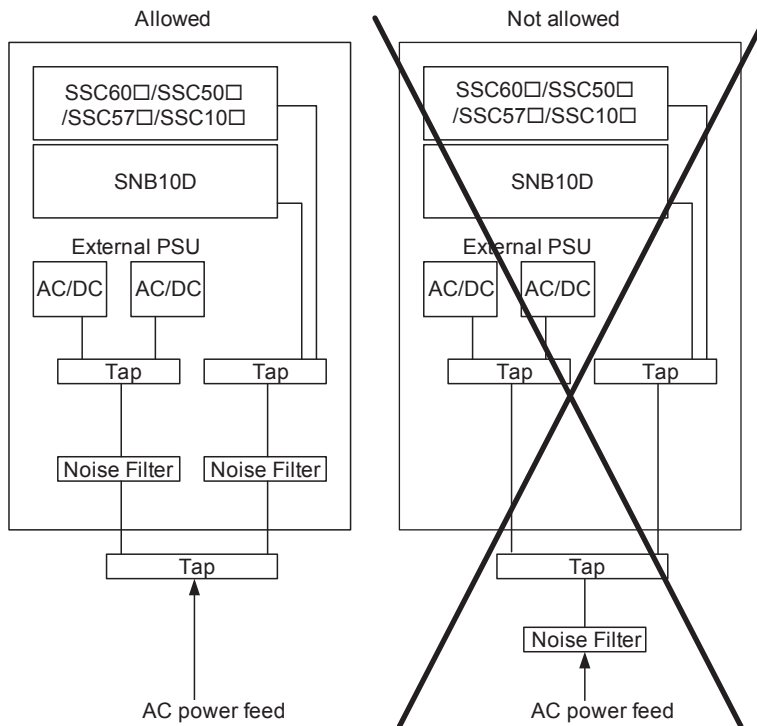 Allowed
SSC60□/SSC50□
/SSC57□/SSC10□
SNB10D
External PSU
AC/DC
AC/DC
Tap
Tap
Noise Filter
Noise Filter
Tap
AC power feed
Not allowed
SSC60□/SSC50□
/SSC57□/SSC10□
SNB10D
External PSU
AC/DC
AC/DC
Tap
Tap
Tap
Noise Filter
AC power feed